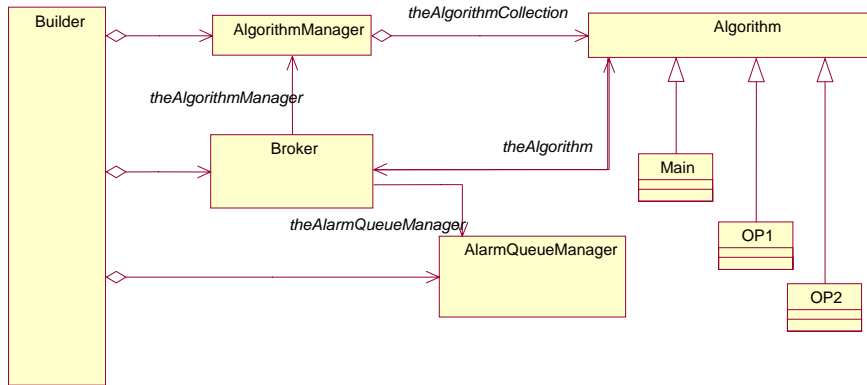 theAlgorithmCollection
Builder
AlgorithmManager
Algorithm
theAlgorithmManager
Broker
theAlgorithm
Main
theAlarmQueueManager
OP1
AlarmQueueManager
OP2